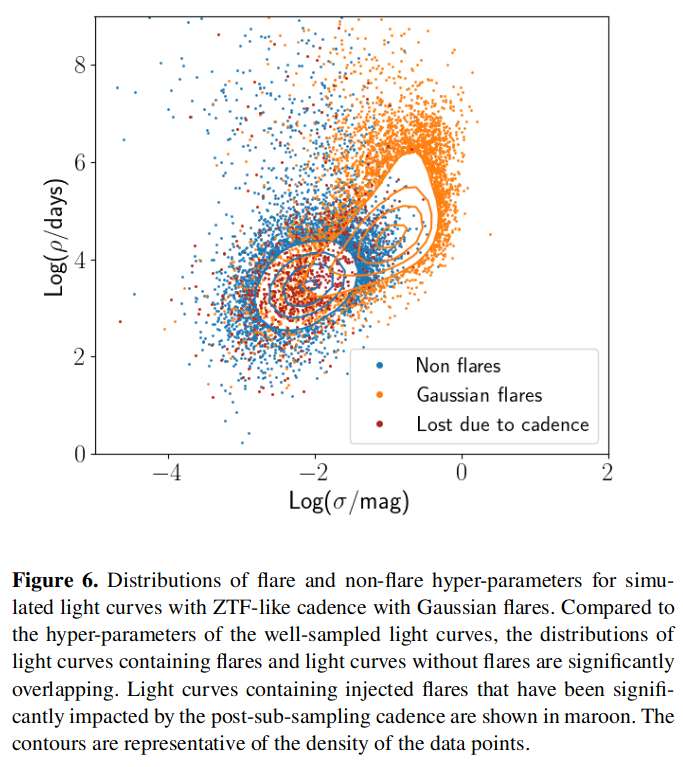 8
6
4
2
0
Log(ρ/days)
−4
−2
0
2
Log(σ/mag)
Non flares
Gaussian flares
Lost due to cadence
Figure 6. Distributions of flare and non-flare hyper-parameters for simu-
lated light curves with ZTF-like cadence with Gaussian flares. Compared to
the hyper-parameters of the well-sampled light curves, the distributions of
light curves containing flares and light curves without flares are significantly
overlapping. Light curves containing injected flares that have been signifi-
cantly impacted by the post-sub-sampling cadence are shown in maroon. The
contours are representative of the density of the data points.